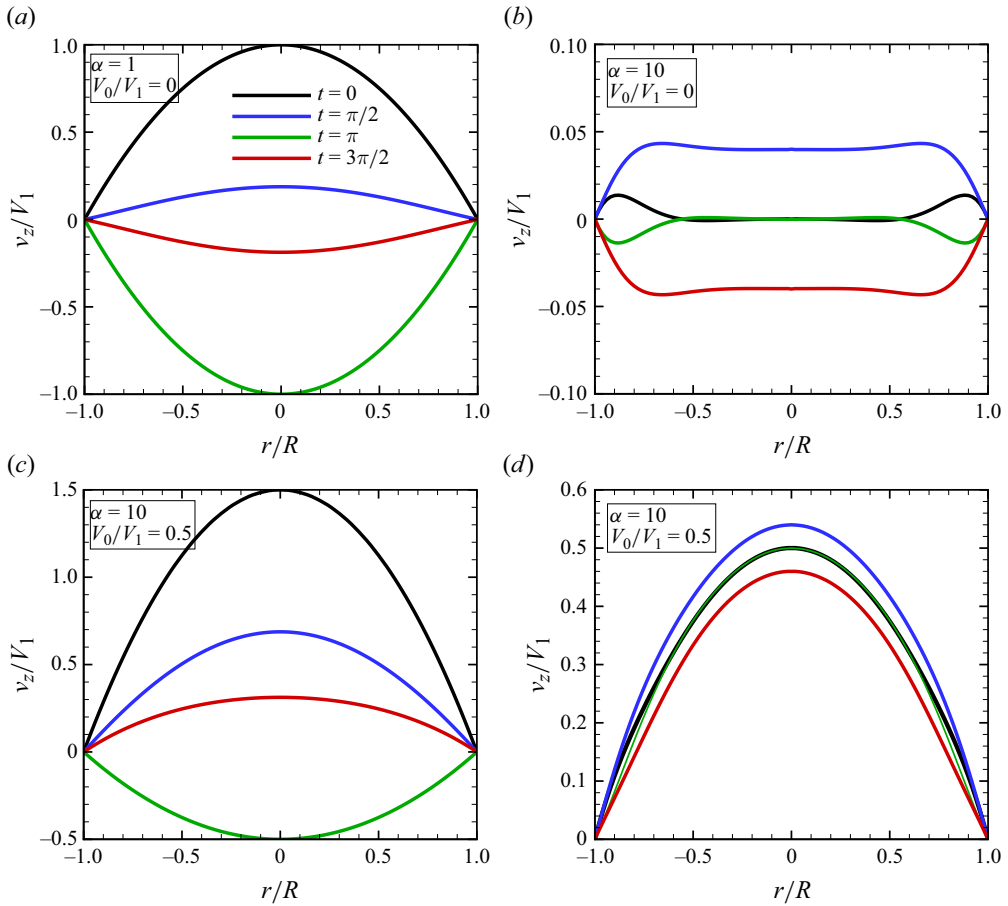 (a)
α = 1
V0/V1 = 0
t = 0
t = π/2
t = π
t = 3π/2
1.0
0.5
0
–0.5
–1.0
vz/V1
–1.0 –0.5 0 0.5 1.0
r/R
(b)
α = 10
V0/V1 = 0
0.10
0.05
0
–0.05
–0.10
vz/V1
–1.0 –0.5 0 0.5 1.0
r/R
(c)
α = 10
V0/V1 = 0.5
1.5
1.0
0.5
0
–0.5
vz/V1
–1.0 –0.5 0 0.5 1.0
r/R
(d)
α = 10
V0/V1 = 0.5
0.6
0.5
0.4
0.3
0.2
0.1
0
vz/V1
–1.0 –0.5 0 0.5 1.0
r/R